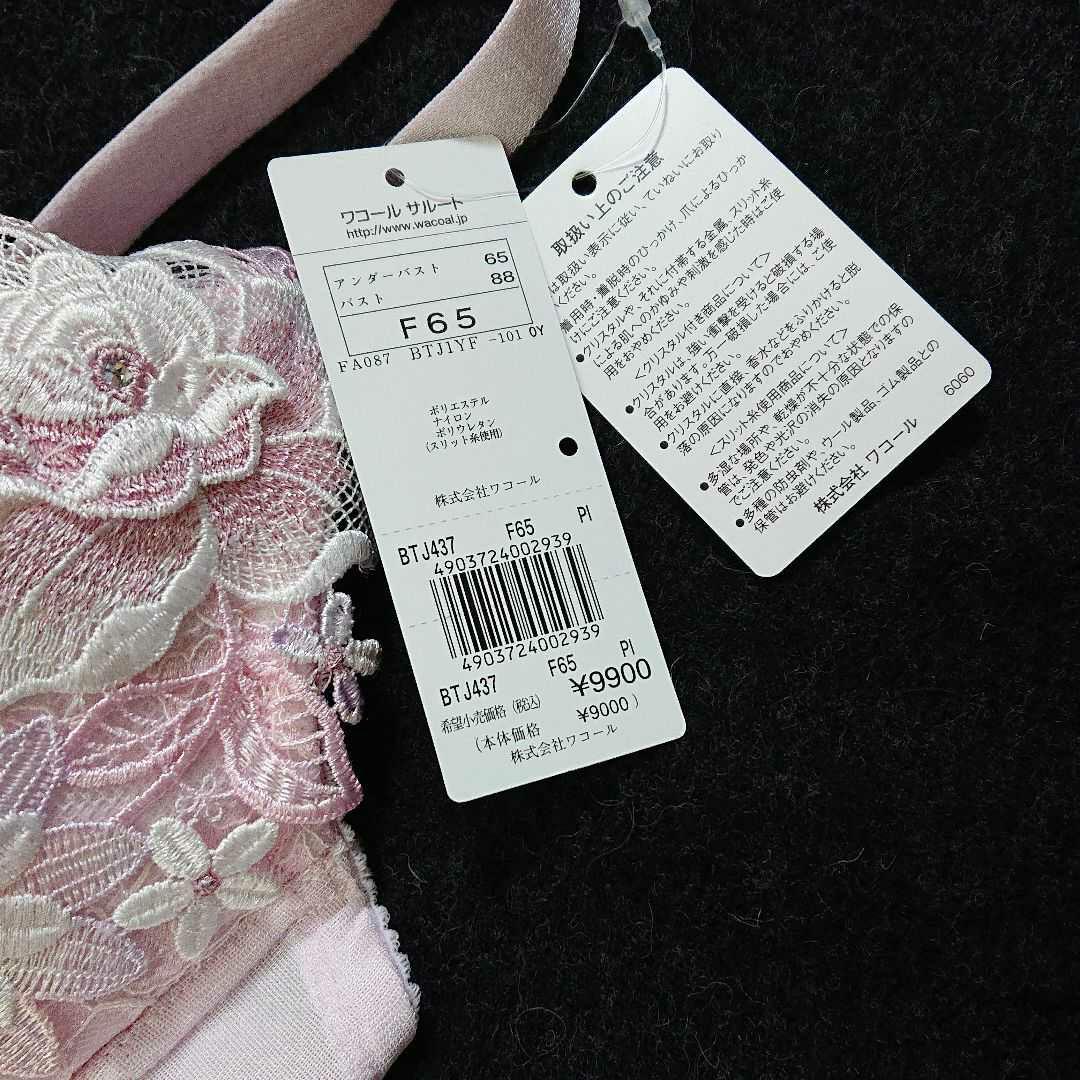 ワコール サルート
http://www.wacoal.jp
アンダーバスト 65
バスト 88
F65
FA087 BTJ1YF -101 0Y
ポリエステル
ナイロン
ポリウレタン
(スリット糸使用)
株式会社ワコール
BTJ437 F65 PI
4903724002939
4903724002939
BTJ437 F65 PI
希望小売価格(税込) ¥9900
(本体価格 ¥9000)
株式会社ワコール
取扱い上のご注意
は取扱い表示に従い、ていねいにお取り
ください。
着用時・着脱時のひっかけ、爪によるひっか
けにご注意ください。
●クリスタルや、それに付帯する金属、スリット糸
による肌へのかゆみや刺激を感じた時はご使
用をおやめください。
<クリスタル付き商品について>
●クリスタルは、強い衝撃を受けると破損する場
合があります。万一破損した場合には、ご使
用をお避けください。
●クリスタルに直接、香水などをふりかけると脱
落の原因になりますのでおやめください。
<スリット糸使用商品について>
●多湿な場所や、乾燥が不十分な状態での保
管は、発色や光沢の消失の原因となりますの
でご注意ください。
●多種の防虫剤や、ウール製品、ゴム製品との
保管はお避けください。
株式会社 ワコール
6060